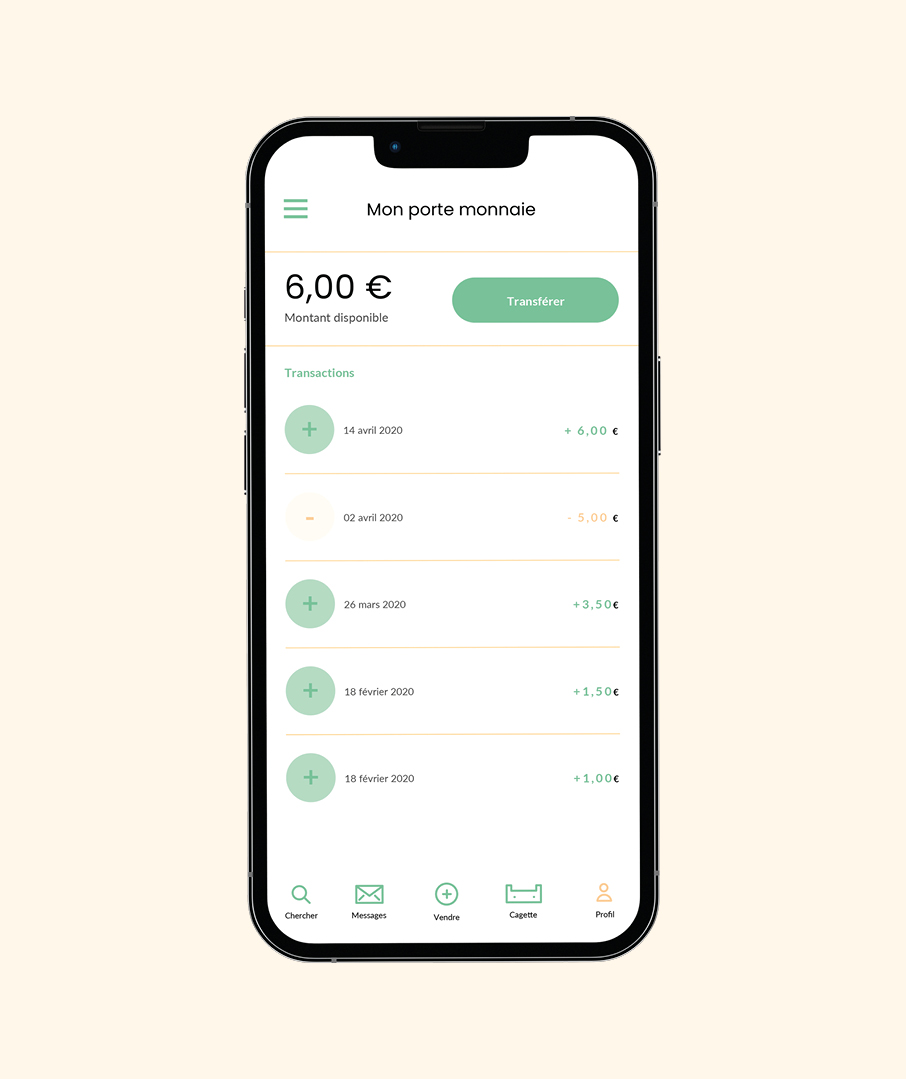 Mon porte monnaie
6,00 €
Montant disponible
Transférer
Transactions
+ 14 avril 2020 + 6,00 €
- 02 avril 2020 - 5,00 €
+ 26 mars 2020 +3,50€
+ 18 février 2020 +1,50€
+ 18 février 2020 +1,00€
Chercher Messages Vendre Cagette Profil